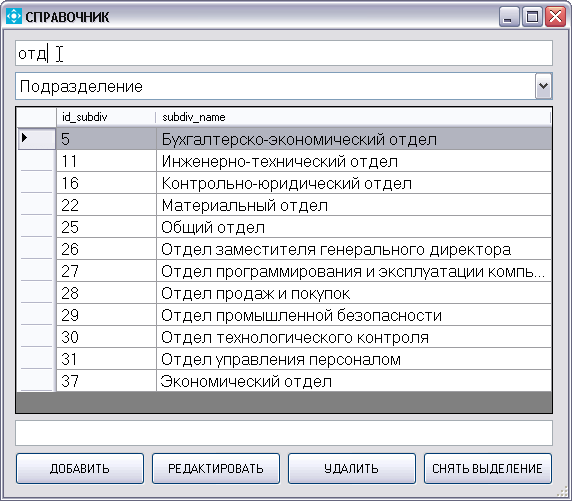 СПРАВОЧНИК
отд
Подразделение
id_subdiv subdiv_name
5 Бухгалтерско-экономический отдел
11 Инженерно-технический отдел
16 Контрольно-юридический отдел
22 Материальный отдел
25 Общий отдел
26 Отдел заместителя генерального директора
27 Отдел программирования и эксплуатации компь...
28 Отдел продаж и покупок
29 Отдел промышленной безопасности
30 Отдел технологического контроля
31 Отдел управления персоналом
37 Экономический отдел
ДОБАВИТЬ РЕДАКТИРОВАТЬ УДАЛИТЬ СНЯТЬ ВЫДЕЛЕНИЕ